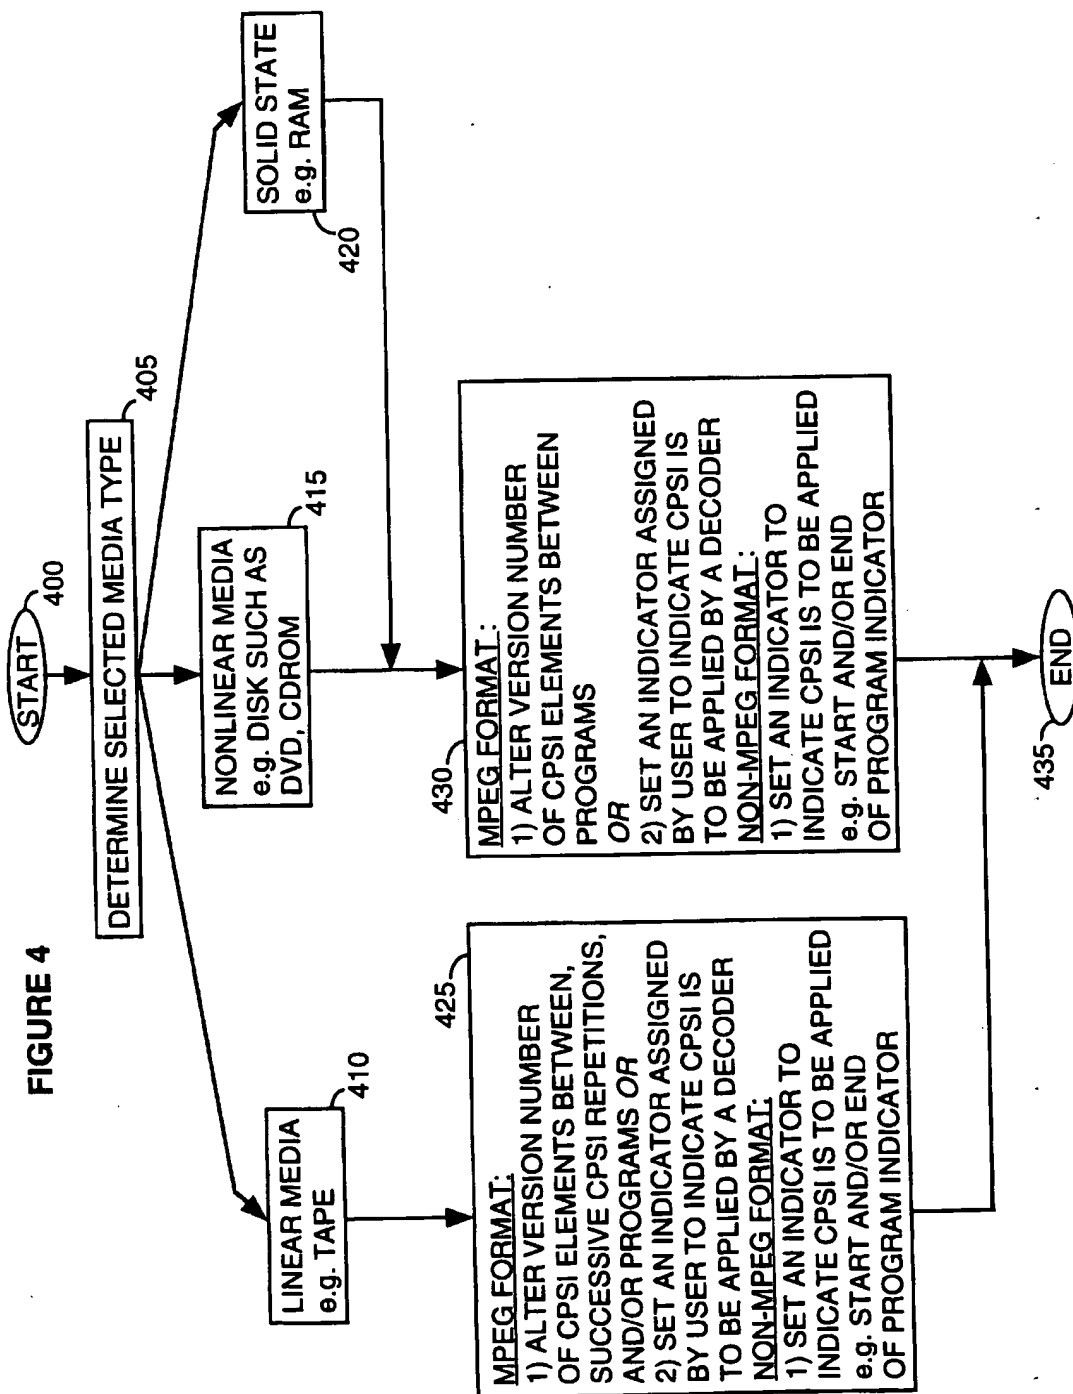 FIGURE 4
START
400
DETERMINE SELECTED MEDIA TYPE
405
LINEAR MEDIA
e.g. TAPE
410
NONLINEAR MEDIA
e.g. DISK SUCH AS
DVD, CDROM
415
SOLID STATE
e.g. RAM
420
425
MPEG FORMAT:
1) ALTER VERSION NUMBER
OF CPSI ELEMENTS BETWEEN,
SUCCESSIVE CPSI REPETITIONS,
AND/OR PROGRAMS OR
2) SET AN INDICATOR ASSIGNED
BY USER TO INDICATE CPSI IS
TO BE APPLIED BY A DECODER
NON-MPEG FORMAT:
1) SET AN INDICATOR TO
INDICATE CPSI IS TO BE APPLIED
e.g. START AND/OR END
OF PROGRAM INDICATOR
430
MPEG FORMAT :
1) ALTER VERSION NUMBER
OF CPSI ELEMENTS BETWEEN
PROGRAMS
OR
2) SET AN INDICATOR ASSIGNED
BY USER TO INDICATE CPSI IS
TO BE APPLIED BY A DECODER
NON-MPEG FORMAT:
1) SET AN INDICATOR TO
INDICATE CPSI IS TO BE APPLIED
e.g. START AND/OR END
OF PROGRAM INDICATOR
435
END